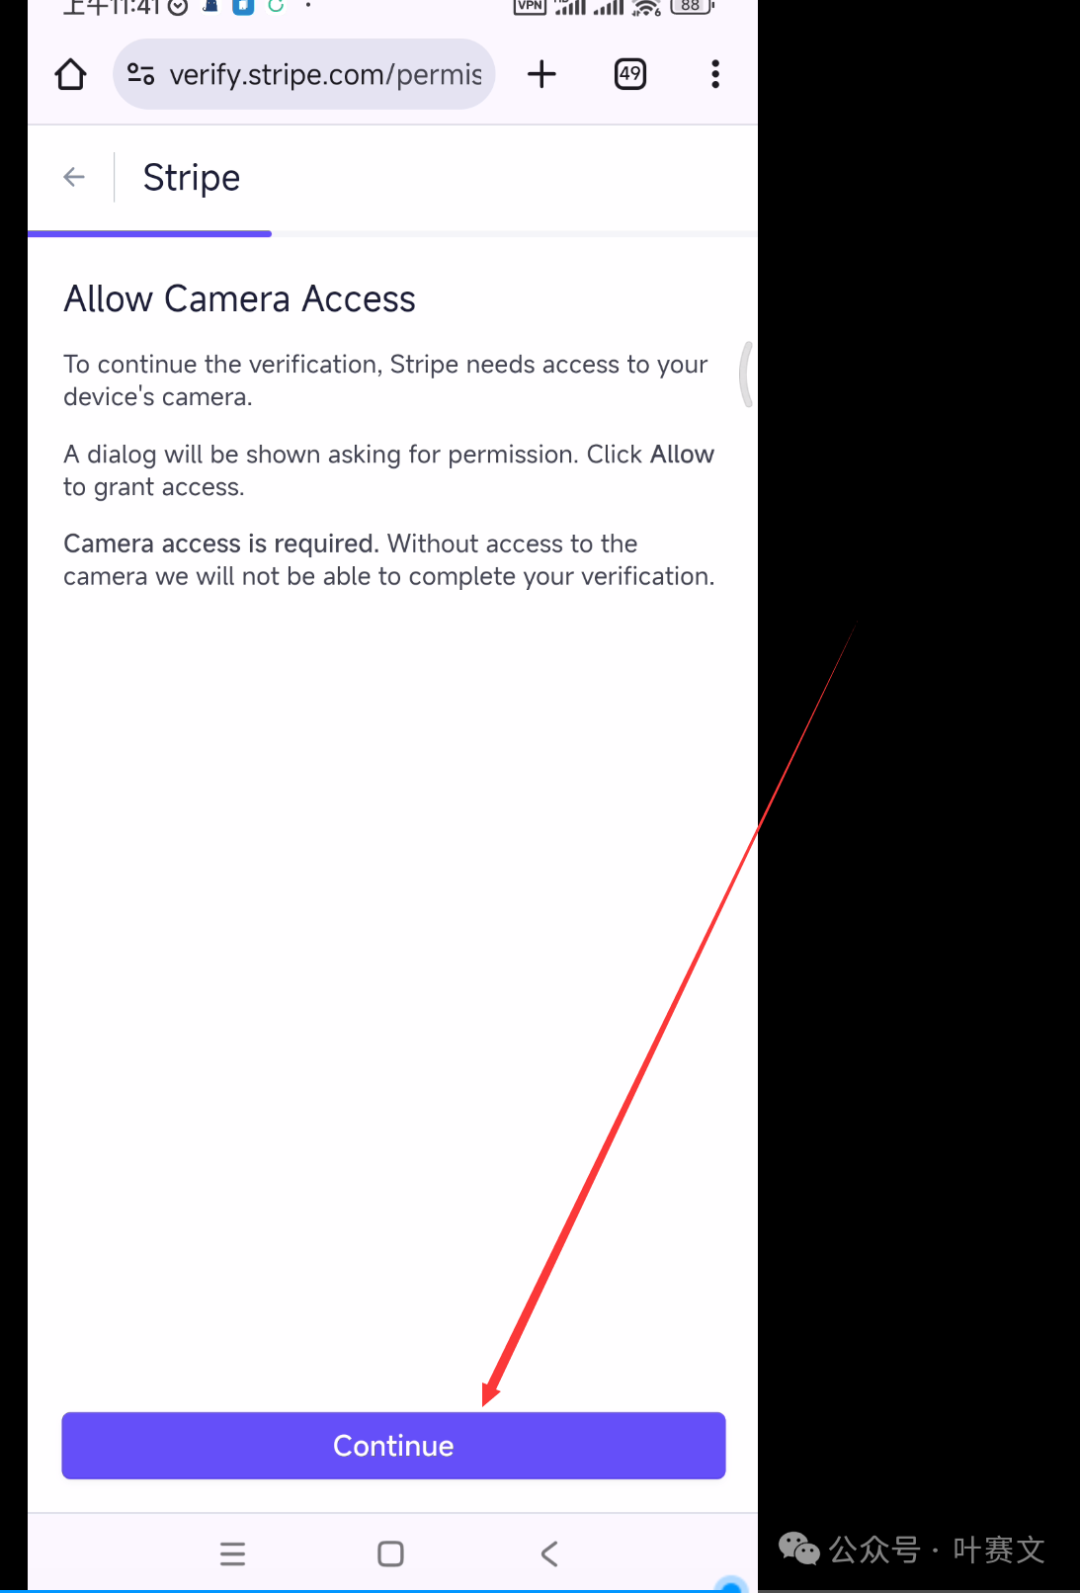 上午11:41
VPN
6
88
verify.stripe.com/permis
49
Stripe
Allow Camera Access
To continue the verification, Stripe needs access to your
device's camera.
A dialog will be shown asking for permission. Click Allow
to grant access.
Camera access is required. Without access to the
camera we will not be able to complete your verification.
Continue
公众号 · 叶赛文